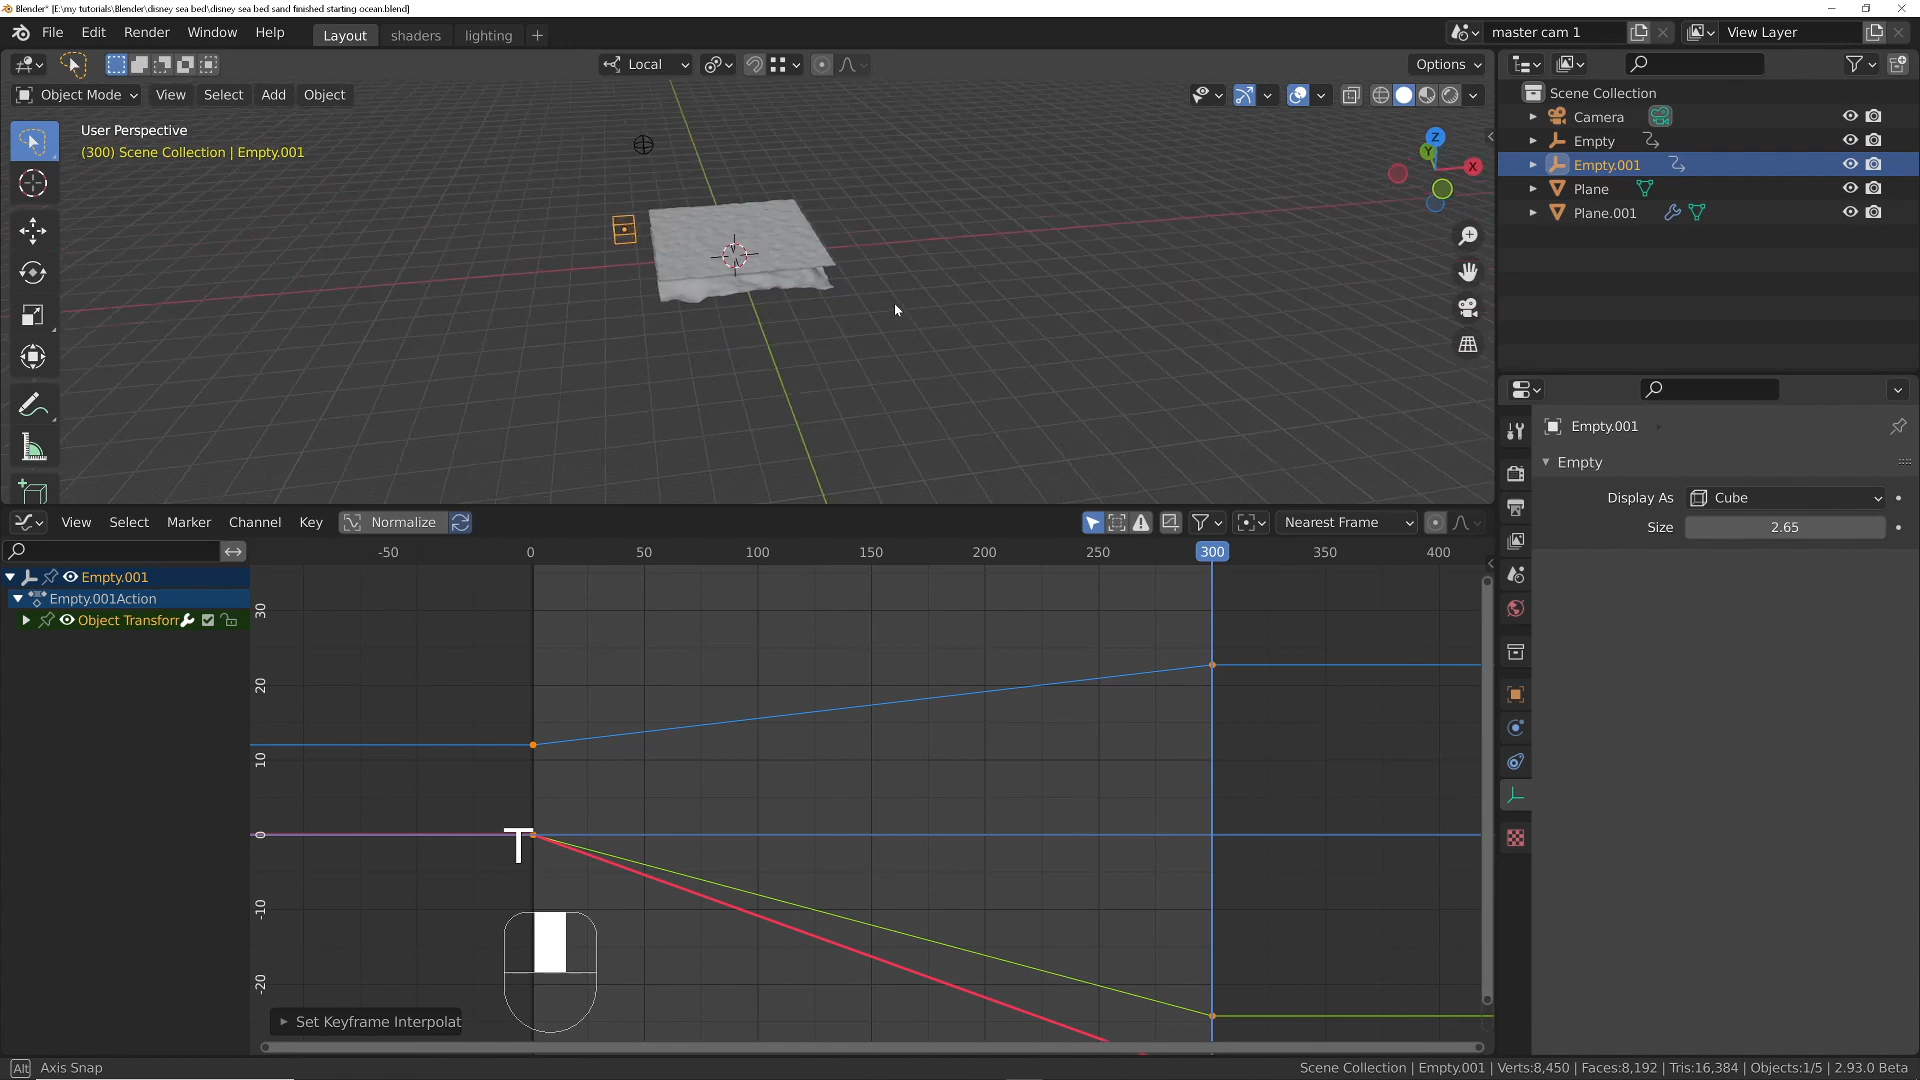 Blender* [E:\my tutorials\Blender\disney sea bed\disney sea bed sand finished starting ocean.blend]
File Edit Render Window Help
Layout shaders lighting
master cam 1
View Layer
Local
Options
Object Mode View Select Add Object
User Perspective
(300) Scene Collection | Empty.001
Z
Y
X
Scene Collection
Camera
Empty
Empty.001
Plane
Plane.001
Empty.001
Empty
Display As Cube
Size 2.65
View Select Marker Channel Key Normalize
Nearest Frame
-50 0 50 100 150 200 250 300 350 400
Empty.001
Empty.001Action
Object Transforr
30
20
10
0
-10
-20
T
Set Keyframe Interpolat
Alt Axis Snap
Scene Collection | Empty.001 | Verts:8,450 | Faces:8,192 | Tris:16,384 | Objects:1/5 | 2.93.0 Beta